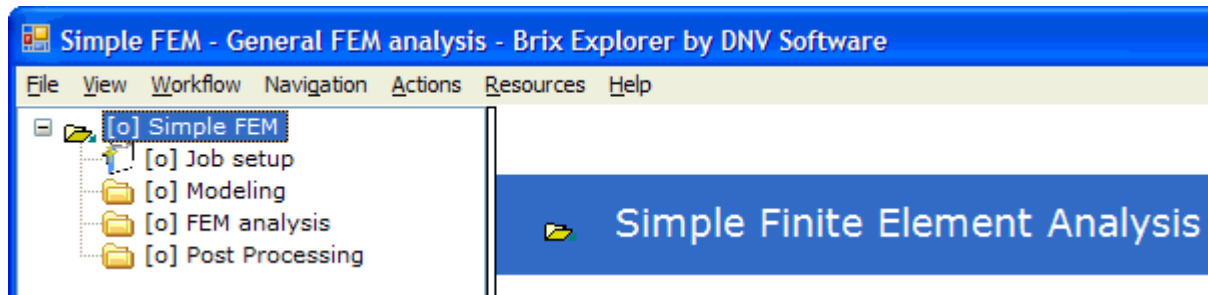 Simple FEM - General FEM analysis - Brix Explorer by DNV Software
File View Workflow Navigation Actions Resources Help
[o] Simple FEM
[o] Job setup
[o] Modeling
[o] FEM analysis
[o] Post Processing
Simple Finite Element Analysis